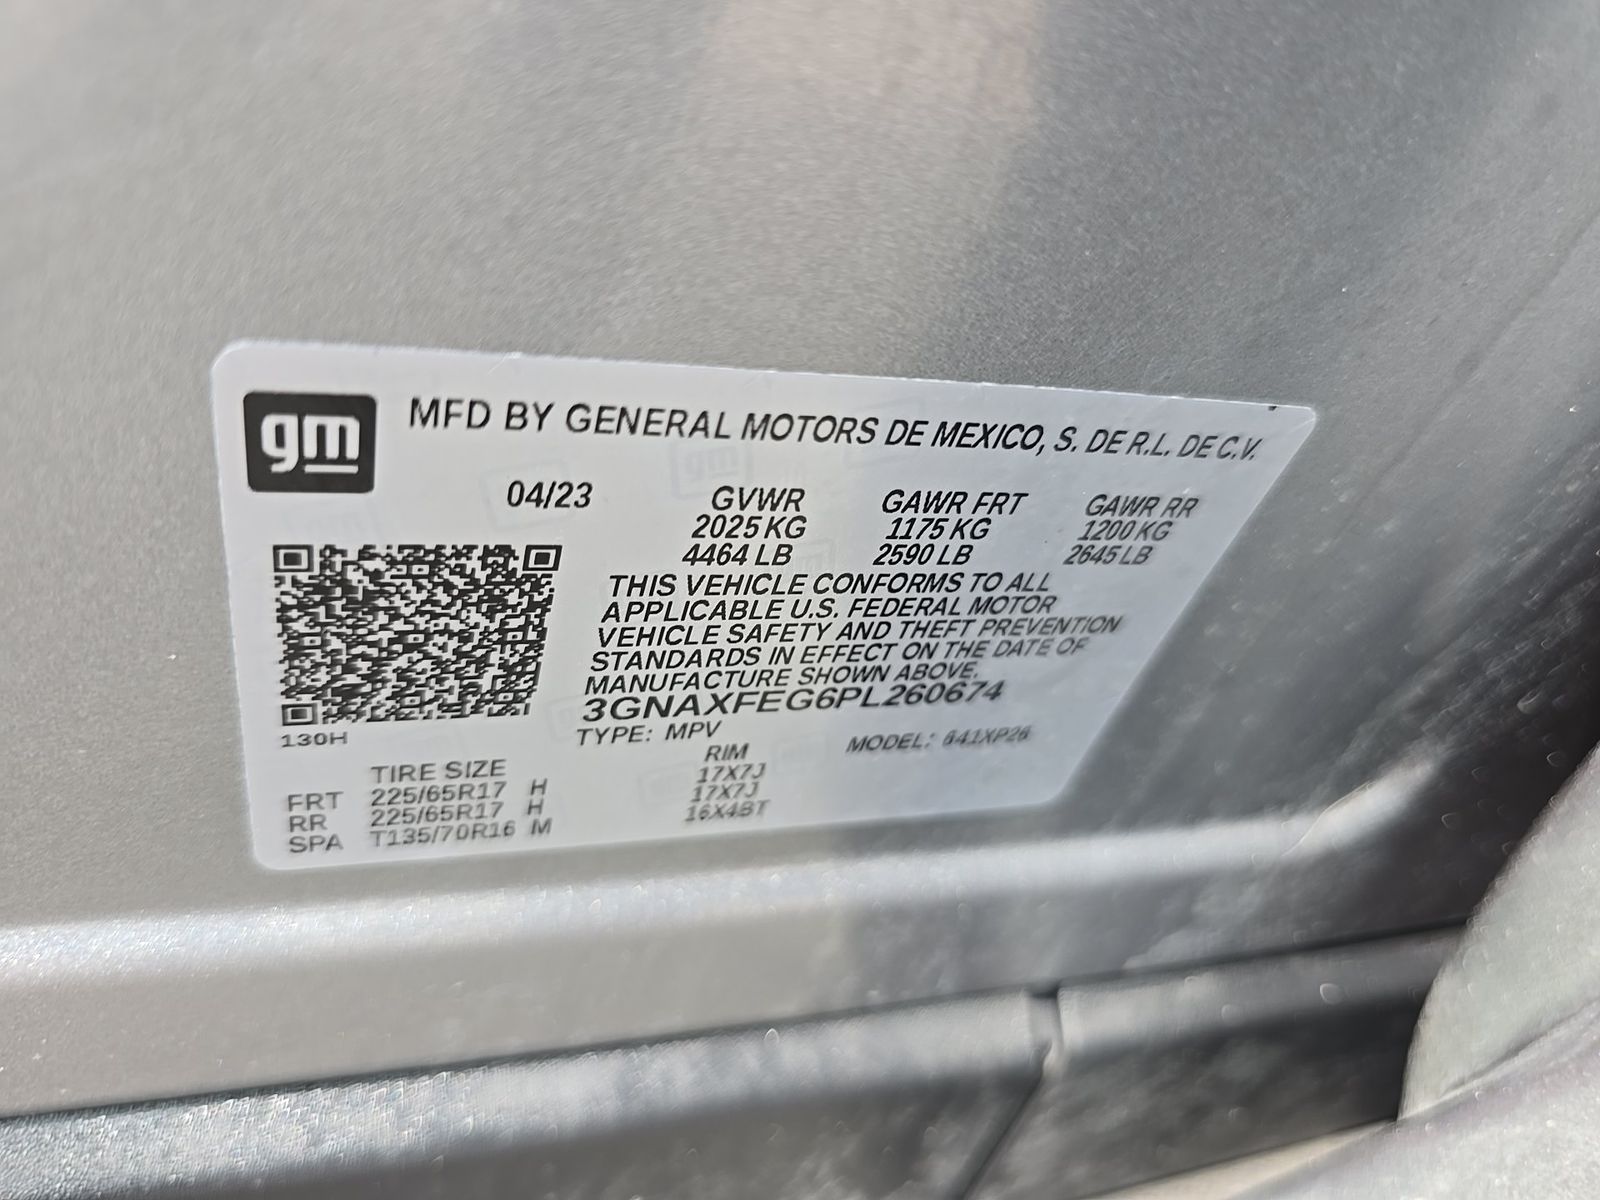 gm
MFD BY GENERAL MOTORS DE MEXICO, S. DE R.L. DE C.V.
04/23 GVWR GAWR FRT GAWR RR
2025 KG 1175 KG 1200 KG
4464 LB 2590 LB 2645 LB
THIS VEHICLE CONFORMS TO ALL
APPLICABLE U.S. FEDERAL MOTOR
VEHICLE SAFETY AND THEFT PREVENTION
STANDARDS IN EFFECT ON THE DATE OF
MANUFACTURE SHOWN ABOVE.
3GNAXFEG6PL260674
130H
TYPE: MPV MODEL: 641XP26
TIRE SIZE RIM
FRT 225/65R17 H 17X7J
RR 225/65R17 H 17X7J
SPA T135/70R16 M 16X4BT